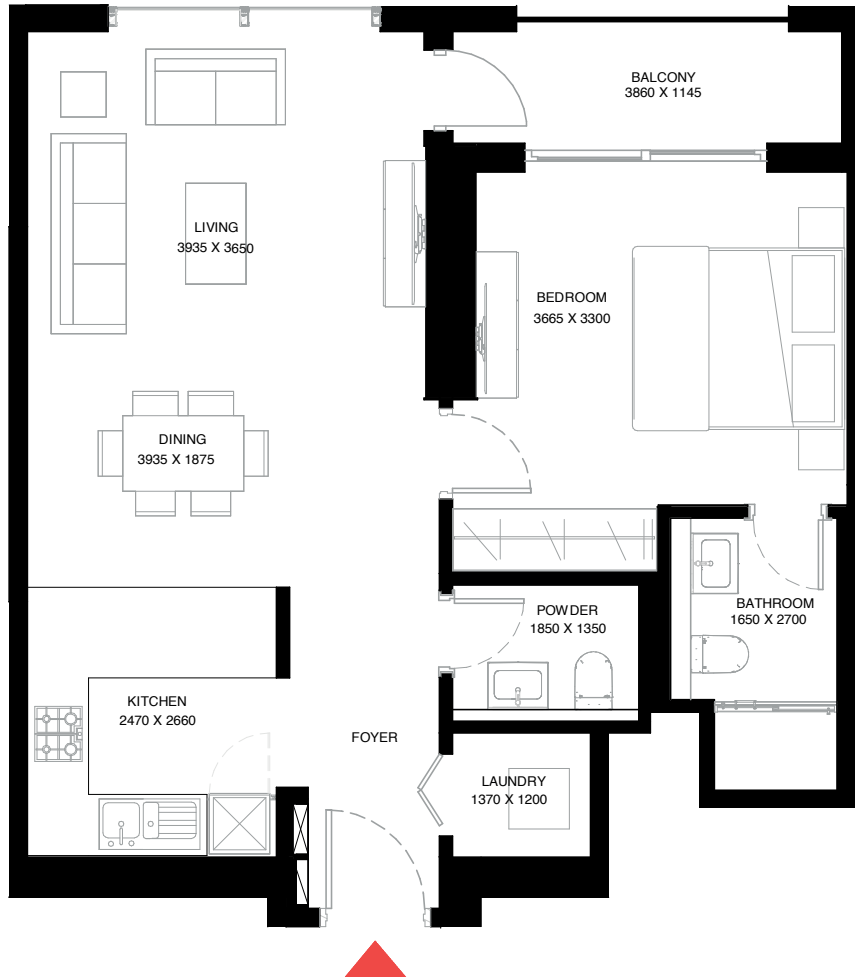 BALCONY
3860 X 1145
LIVING
3935 X 3650
BEDROOM
3665 X 3300
DINING
3935 X 1875
POWDER
1850 X 1350
BATHROOM
1650 X 2700
KITCHEN
2470 X 2660
FOYER
LAUNDRY
1370 X 1200